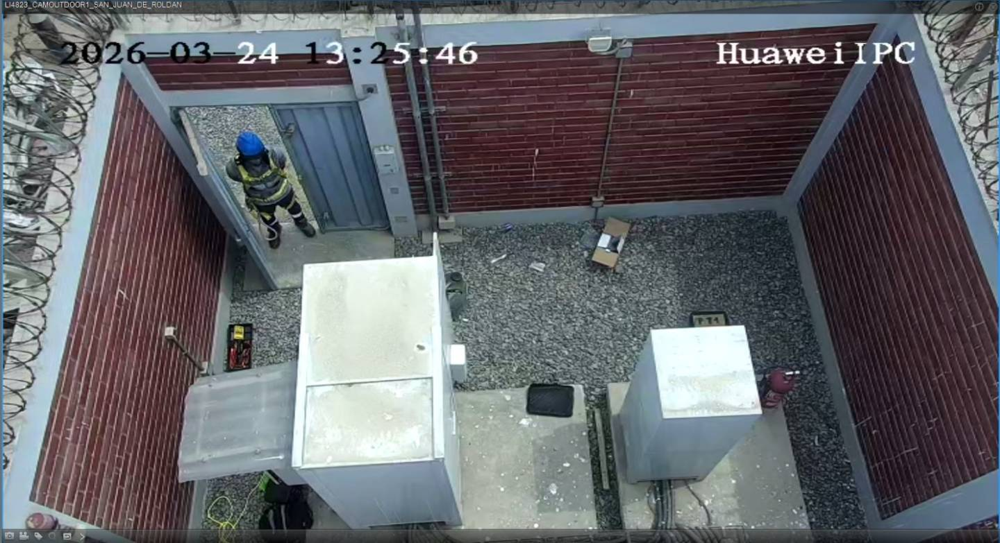 LI4823_CAMOUTDOOR1_SAN_JUAN_DE_ROLDAN
2026-03-24 13:25:46
HuaweiIPC